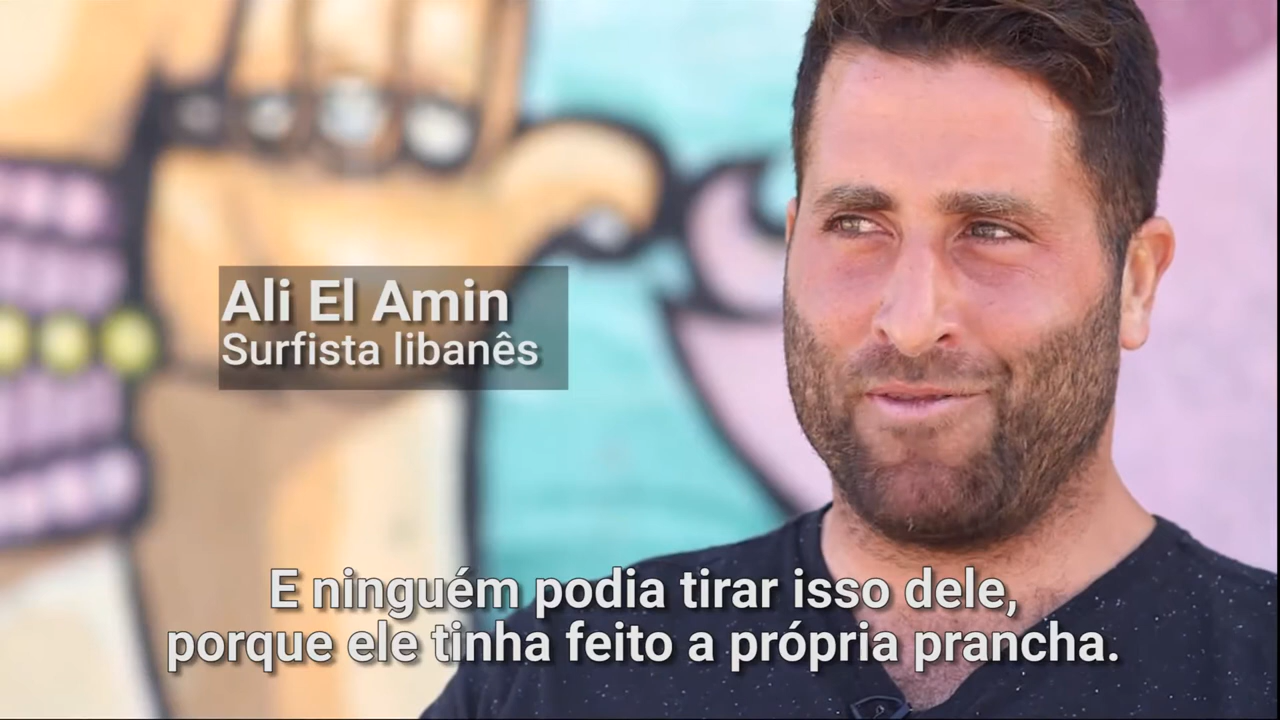 Ali El Amin
Surfista libanês
E ninguém podia tirar isso dele,
porque ele tinha feito a própria prancha.